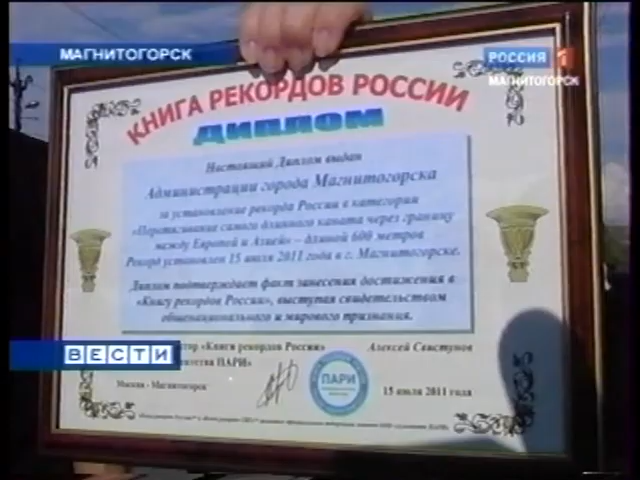 МАГНИТОГОРСК
РОССИЯ 1
МАГНИТОГОРСК
КНИГА РЕКОРДОВ РОССИИ
ДИПЛОМ
Настоящий Диплом выдан
Администрации города Магнитогорска
за установление рекорда России в категории
«Перетягивание самого длинного каната через границу
между Европой и Азией» – длиной 600 метров
Рекорд установлен 15 июля 2011 года в г. Магнитогорске.
Диплом подтверждает факт занесения достижения в
«Книгу рекордов России», выступая свидетельством
общенационального и мирового признания.
«Книги рекордов России»
Алексей Свистунов
ПАРИ»
ВЕСТИ
Москва - Магнитогорск
ПАРИ
15 июля 2011 года